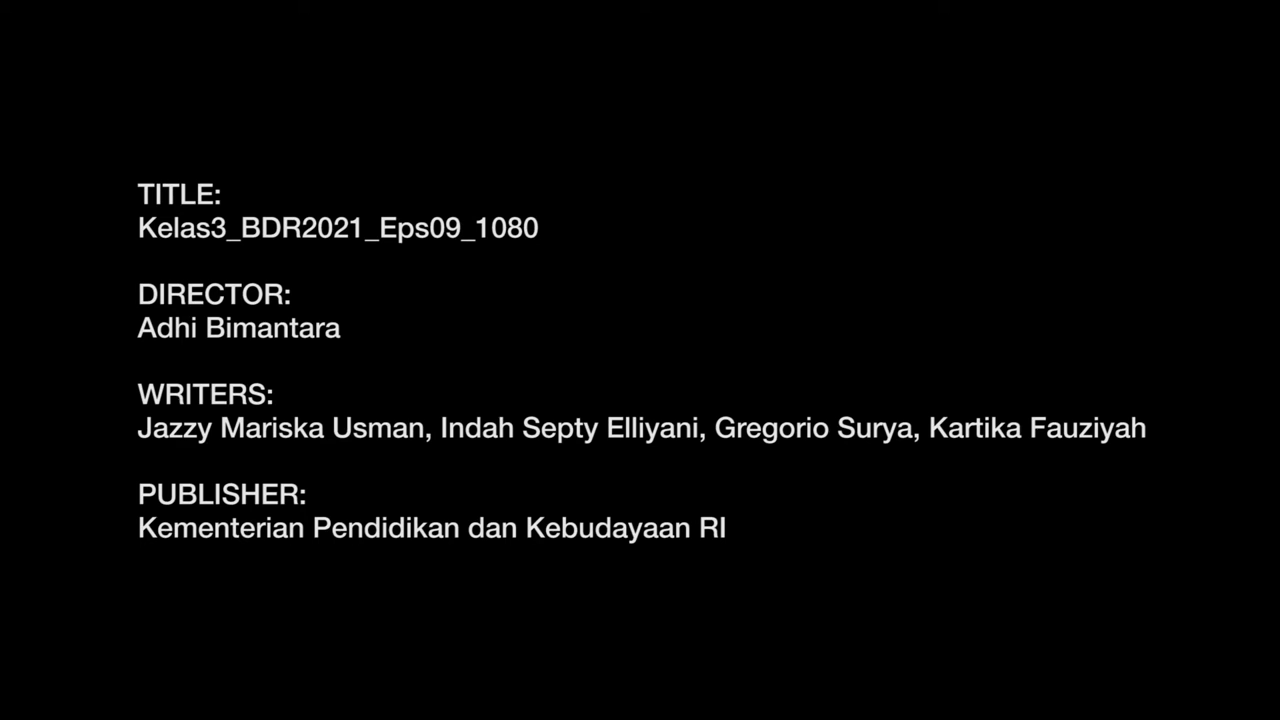 TITLE:
Kelas3_BDR2021_Eps09_1080
DIRECTOR:
Adhi Bimantara
WRITERS:
Jazzy Mariska Usman, Indah Septy Elliyani, Gregorio Surya, Kartika Fauziyah
PUBLISHER:
Kementerian Pendidikan dan Kebudayaan RI